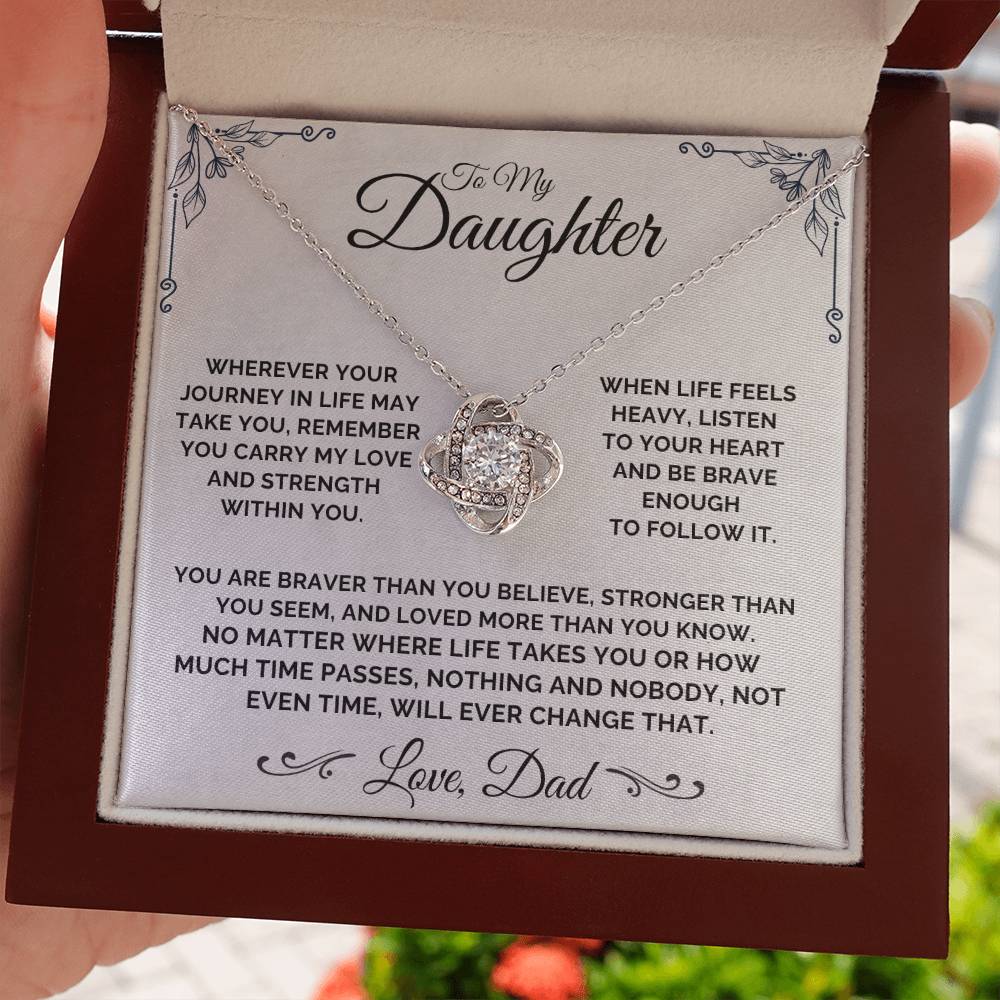 To My
Daughter
WHEREVER YOUR
JOURNEY IN LIFE MAY
TAKE YOU, REMEMBER
YOU CARRY MY LOVE
AND STRENGTH
WITHIN YOU.
WHEN LIFE FEELS
HEAVY, LISTEN
TO YOUR HEART
AND BE BRAVE
ENOUGH
TO FOLLOW IT.
YOU ARE BRAVER THAN YOU BELIEVE, STRONGER THAN
YOU SEEM, AND LOVED MORE THAN YOU KNOW.
NO MATTER WHERE LIFE TAKES YOU OR HOW
MUCH TIME PASSES, NOTHING AND NOBODY, NOT
EVEN TIME, WILL EVER CHANGE THAT.
Love, Dad